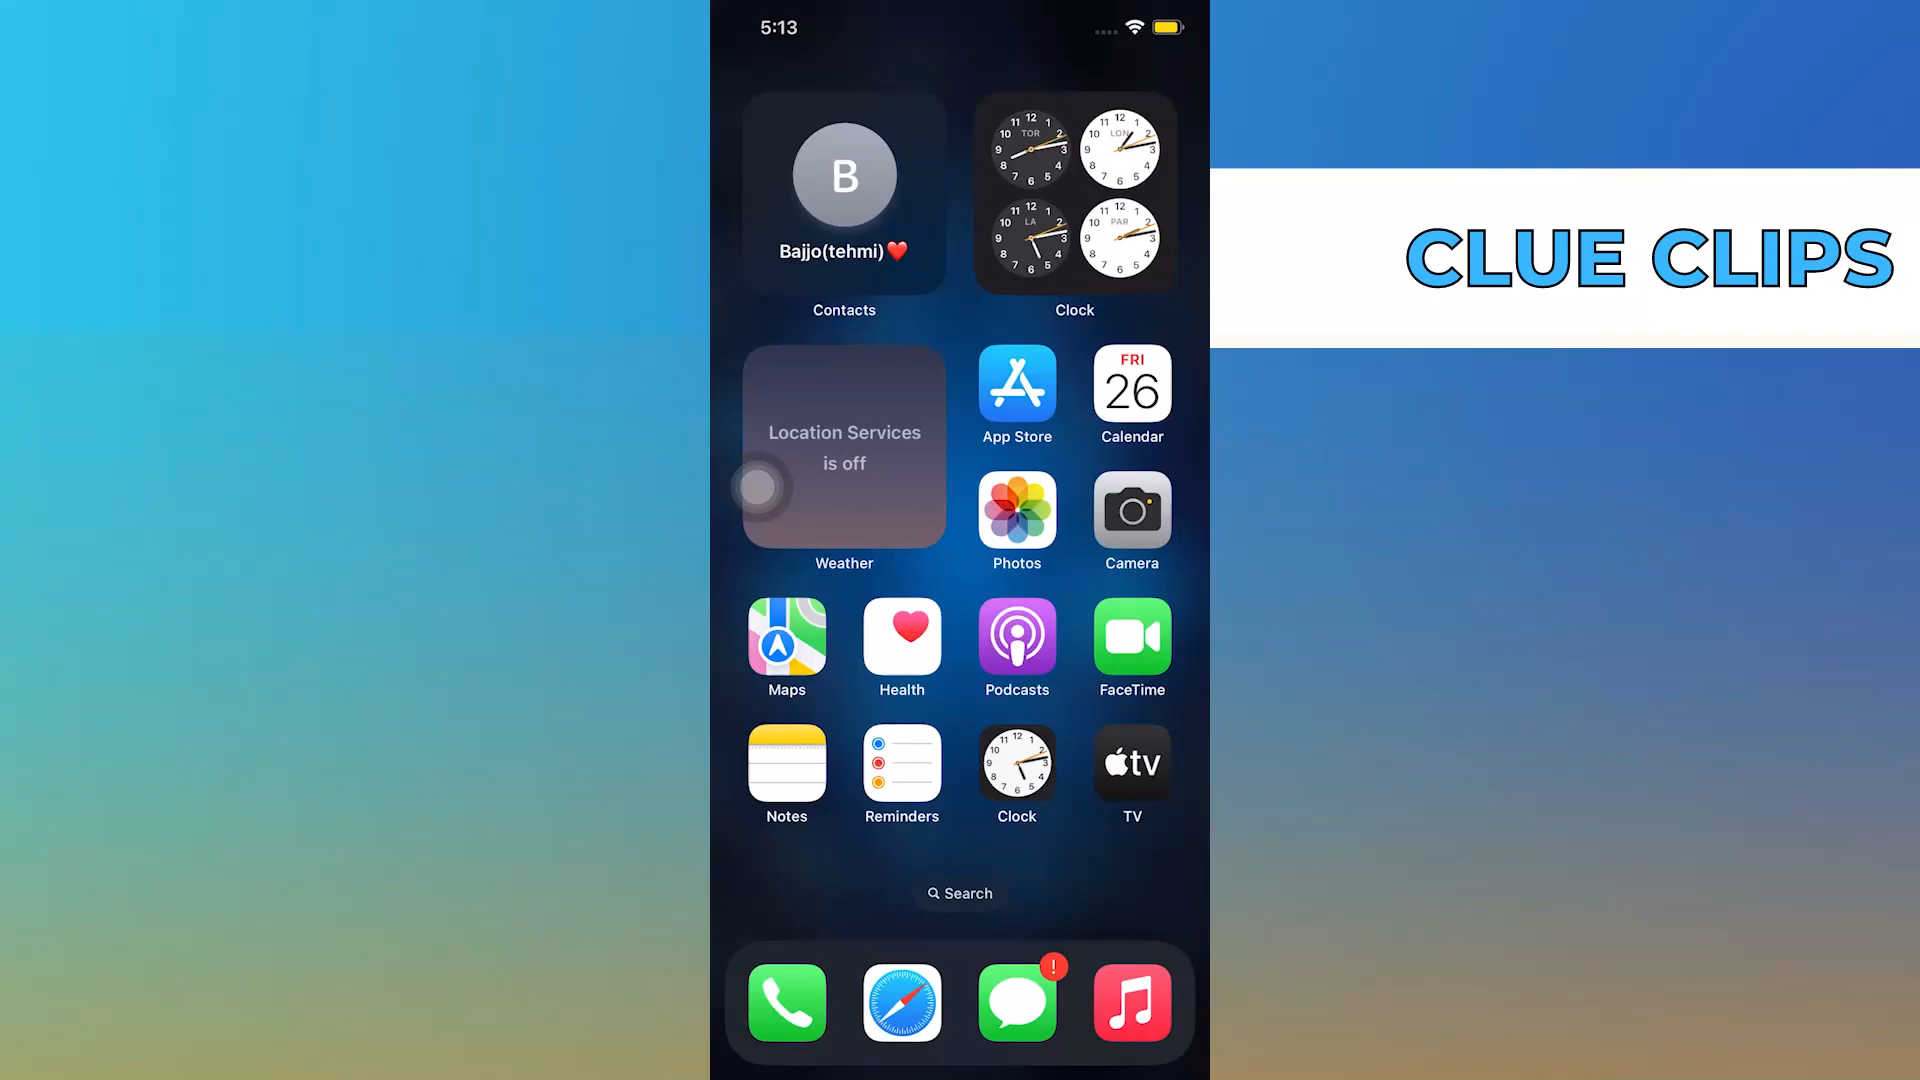 5:13
B
Bajjo(tehmi)❤️
Contacts
TOR
LON
LA
PAR
Clock
CLUE CLIPS
Location Services
is off
Weather
App Store
FRI
26
Calendar
Photos
Camera
Maps
Health
Podcasts
FaceTime
Notes
Reminders
Clock
tv
TV
Search
!